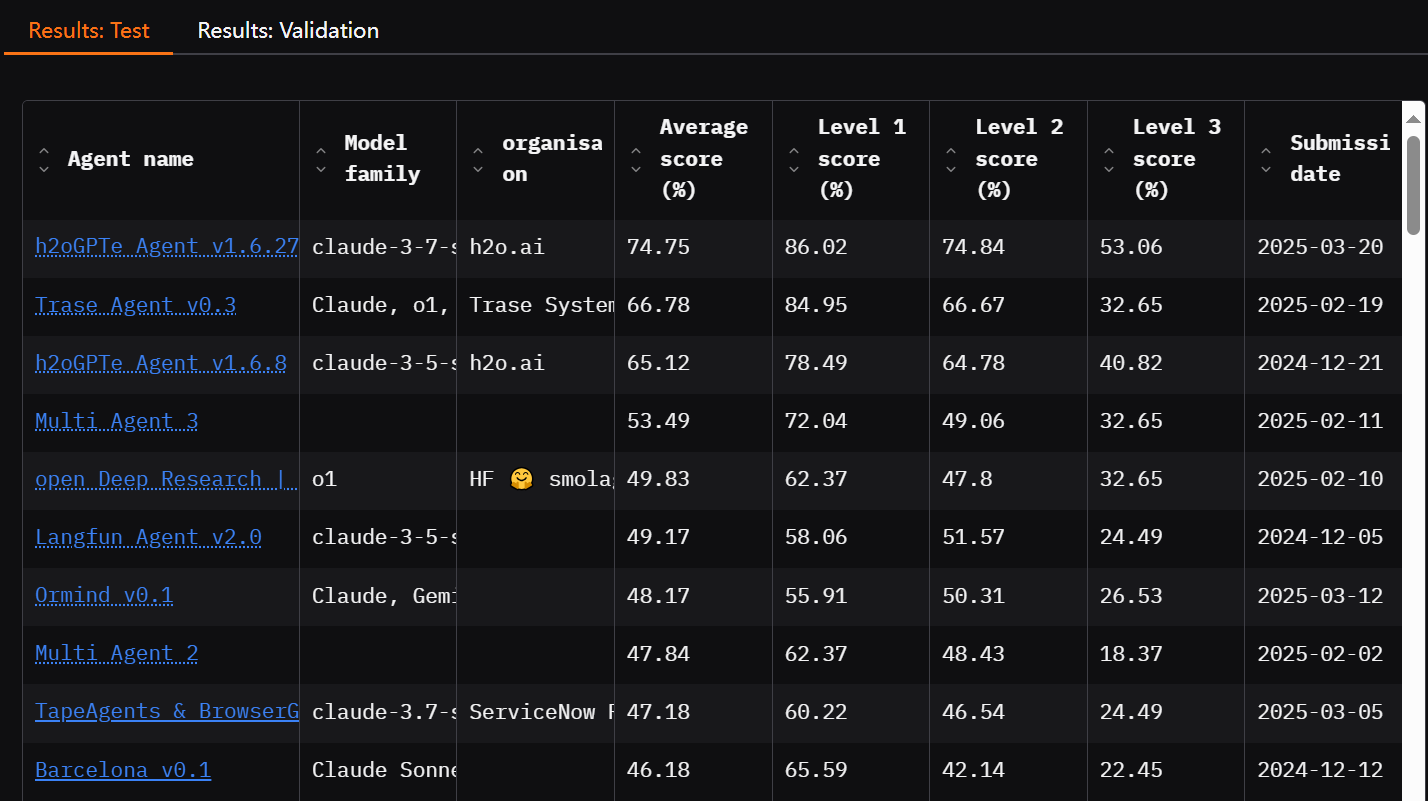 Results: Test Results: Validation
Agent name Model family organisa on Average score (%) Level 1 score (%) Level 2 score (%) Level 3 score (%) Submissi date
h2oGPTe Agent v1.6.27 claude-3-7-s h2o.ai 74.75 86.02 74.84 53.06 2025-03-20
Trase Agent v0.3 Claude, o1, Trase System 66.78 84.95 66.67 32.65 2025-02-19
h2oGPTe Agent v1.6.8 claude-3-5-s h2o.ai 65.12 78.49 64.78 40.82 2024-12-21
Multi Agent 3 53.49 72.04 49.06 32.65 2025-02-11
open Deep Research | o1 HF 🤗 smolag 49.83 62.37 47.8 32.65 2025-02-10
Langfun Agent v2.0 claude-3-5-s 49.17 58.06 51.57 24.49 2024-12-05
Ormind v0.1 Claude, Gemi 48.17 55.91 50.31 26.53 2025-03-12
Multi Agent 2 47.84 62.37 48.43 18.37 2025-02-02
TapeAgents & BrowserG claude-3.7-s ServiceNow R 47.18 60.22 46.54 24.49 2025-03-05
Barcelona v0.1 Claude Sonne 46.18 65.59 42.14 22.45 2024-12-12